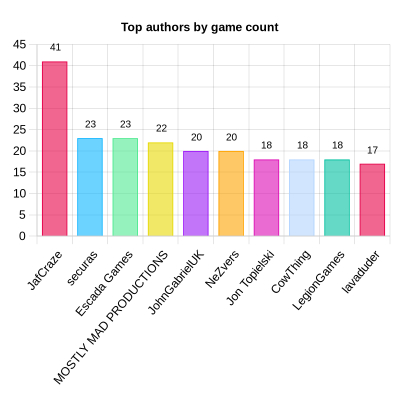 Top authors by game count
45
40
35
30
25
20
15
10
5
0
41
23
23
22
20
20
18
18
18
17
JatCraze
securas
Escada Games
MOSTLY MAD PRODUCTIONS
JohnGabrielUK
NeZvers
Jon Topielski
CowThing
LegionGames
lavaduder